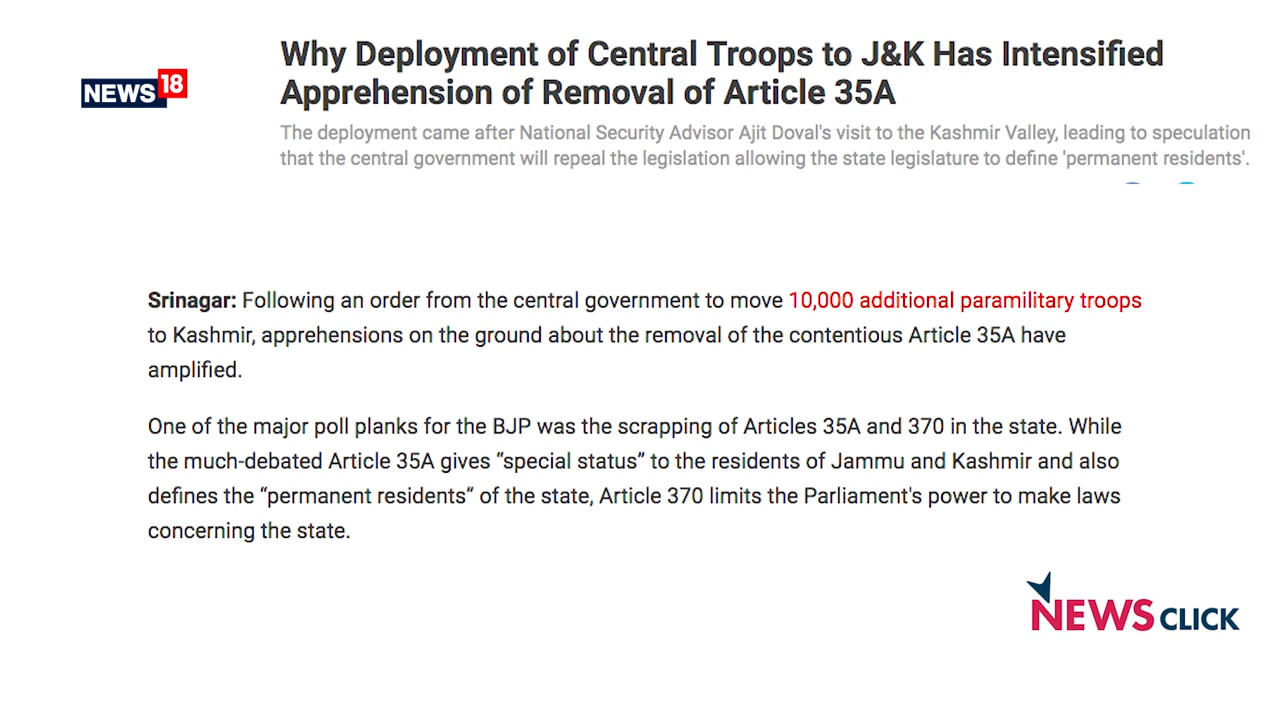 Why Deployment of Central Troops to J&K Has Intensified
Apprehension of Removal of Article 35A
NEWS 18
The deployment came after National Security Advisor Ajit Doval's visit to the Kashmir Valley, leading to speculation
that the central government will repeal the legislation allowing the state legislature to define 'permanent residents'.
Srinagar: Following an order from the central government to move 10,000 additional paramilitary troops
to Kashmir, apprehensions on the ground about the removal of the contentious Article 35A have
amplified.
One of the major poll planks for the BJP was the scrapping of Articles 35A and 370 in the state. While
the much-debated Article 35A gives “special status” to the residents of Jammu and Kashmir and also
defines the “permanent residents” of the state, Article 370 limits the Parliament's power to make laws
concerning the state.
NEWS CLICK